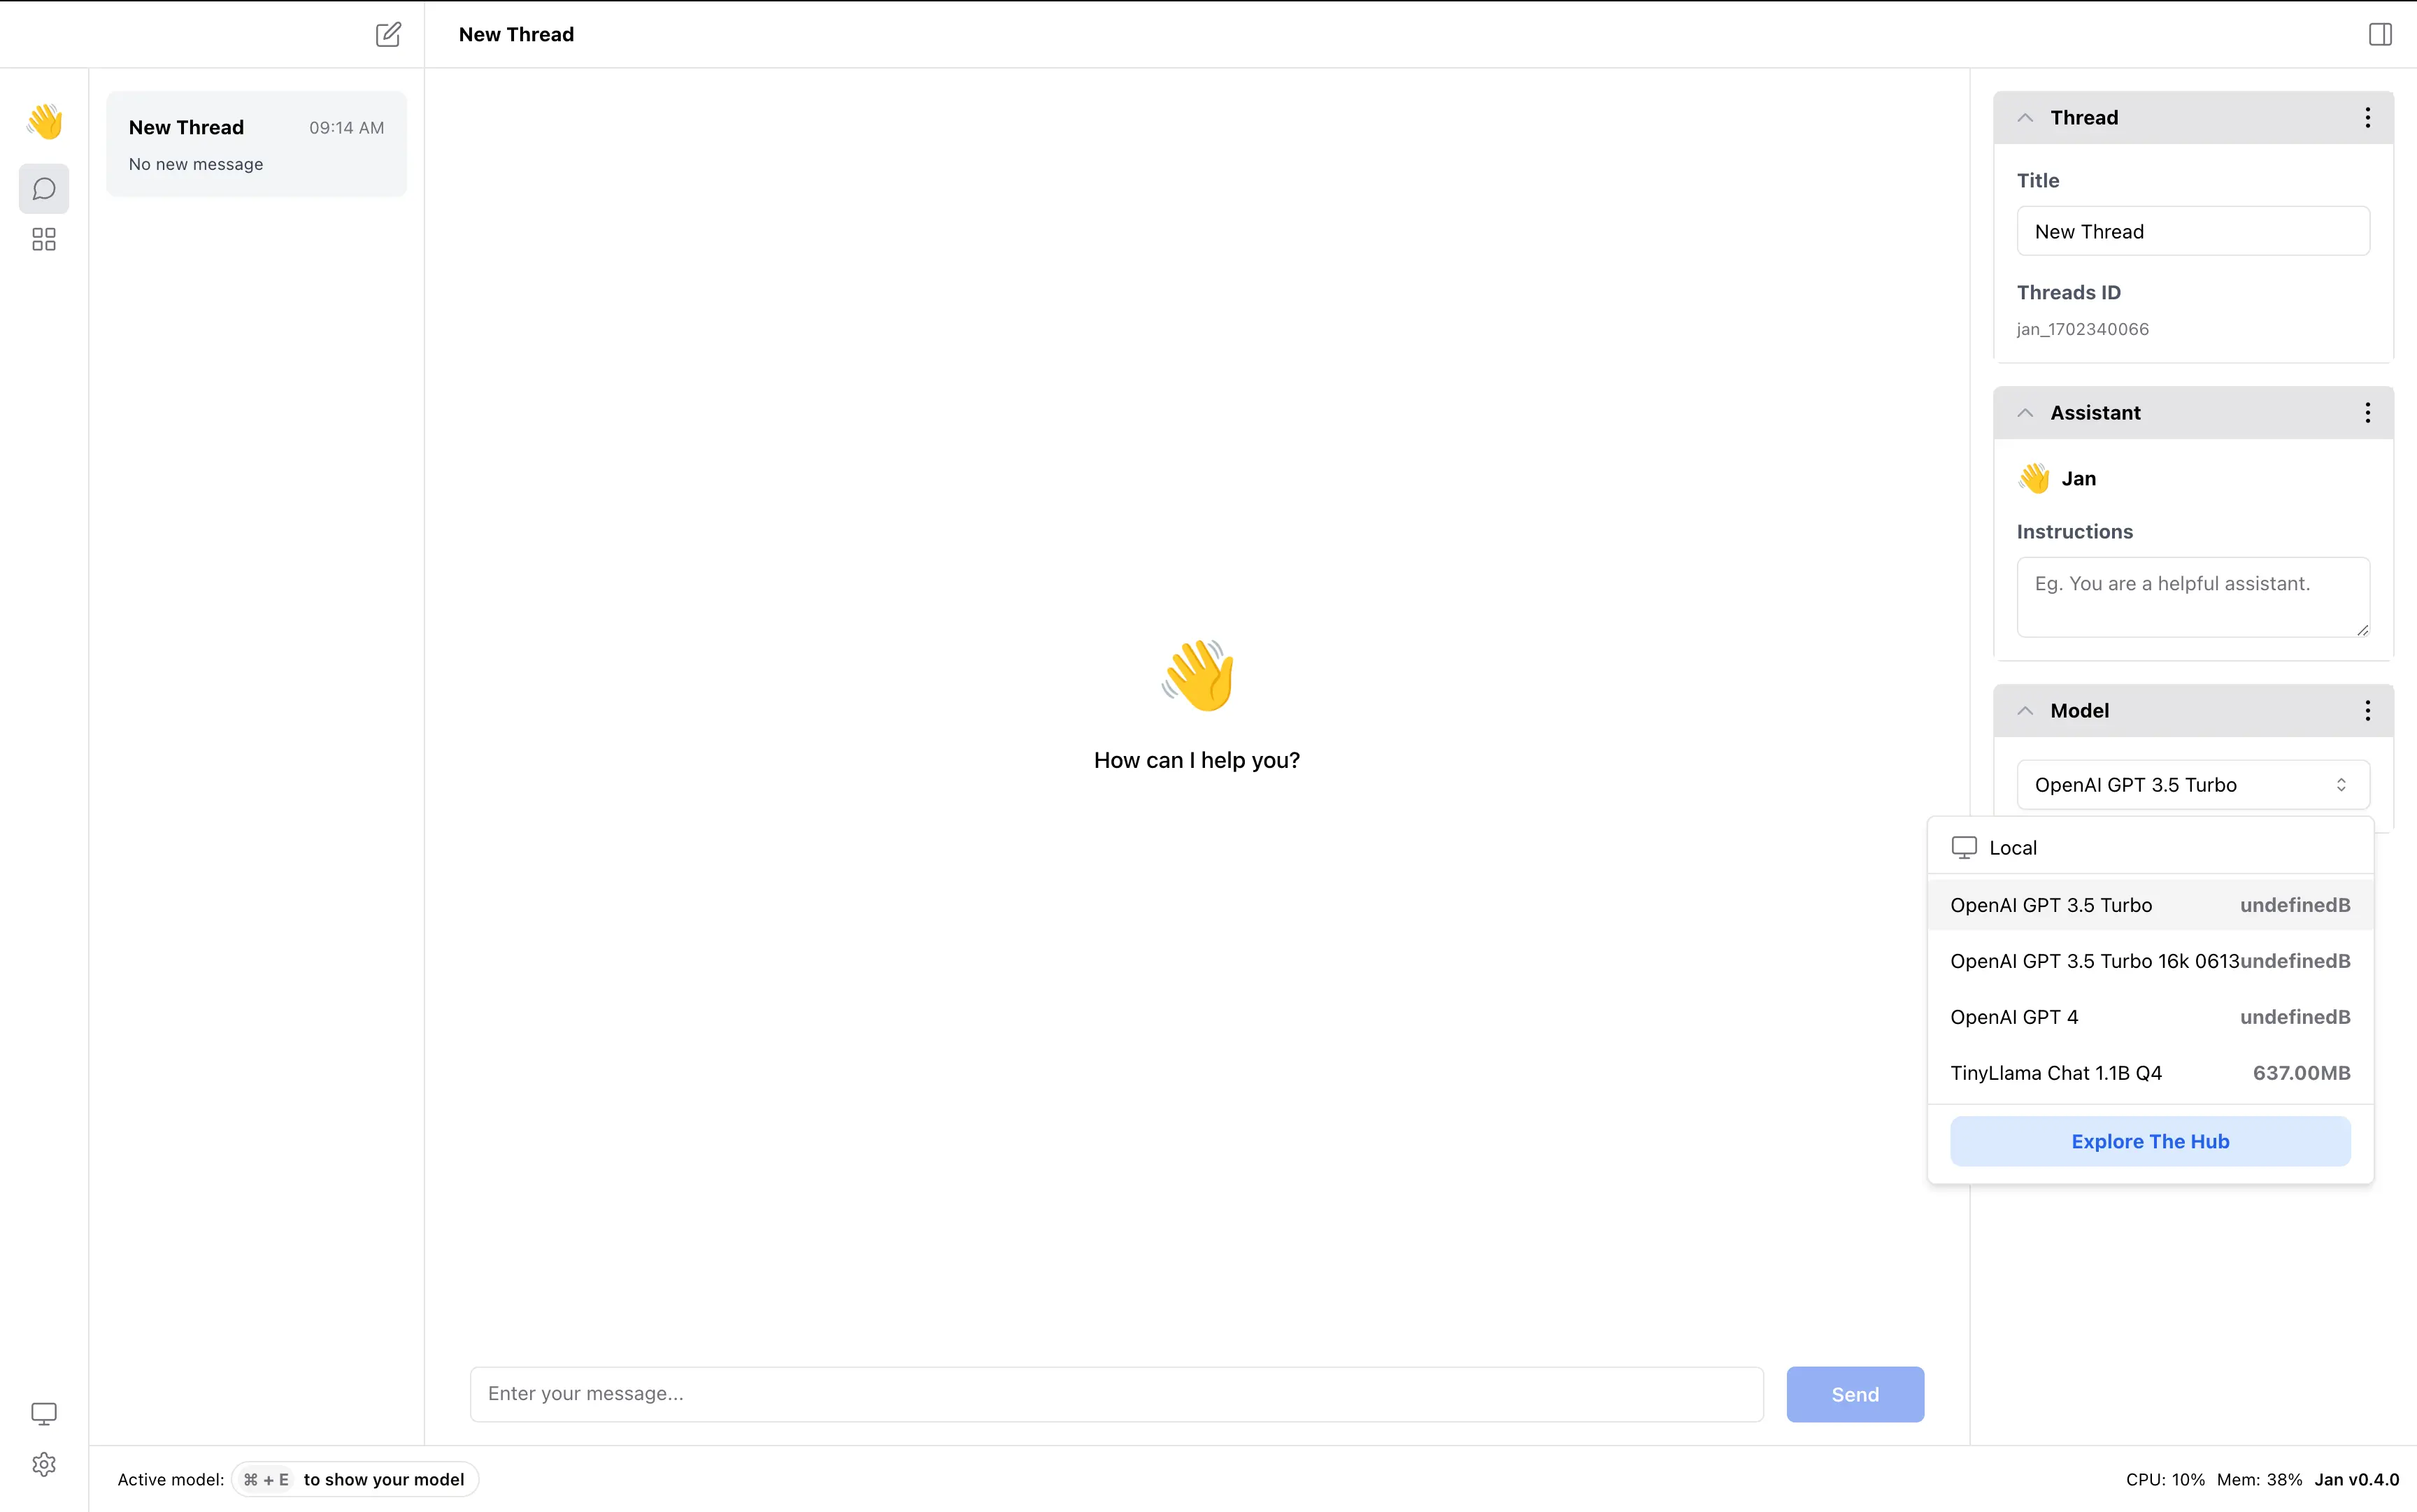 New Thread
New Thread 09:14 AM
No new message
Thread
Title
New Thread
Threads ID
jan_1702340066
Assistant
Jan
Instructions
Eg. You are a helpful assistant.
How can I help you?
Model
OpenAI GPT 3.5 Turbo
Local
OpenAI GPT 3.5 Turbo undefinedB
OpenAI GPT 3.5 Turbo 16k 0613undefinedB
OpenAI GPT 4 undefinedB
TinyLlama Chat 1.1B Q4 637.00MB
Explore The Hub
Enter your message...
Send
Active model: ⌘ + E to show your model
CPU: 10% Mem: 38% Jan v0.4.0